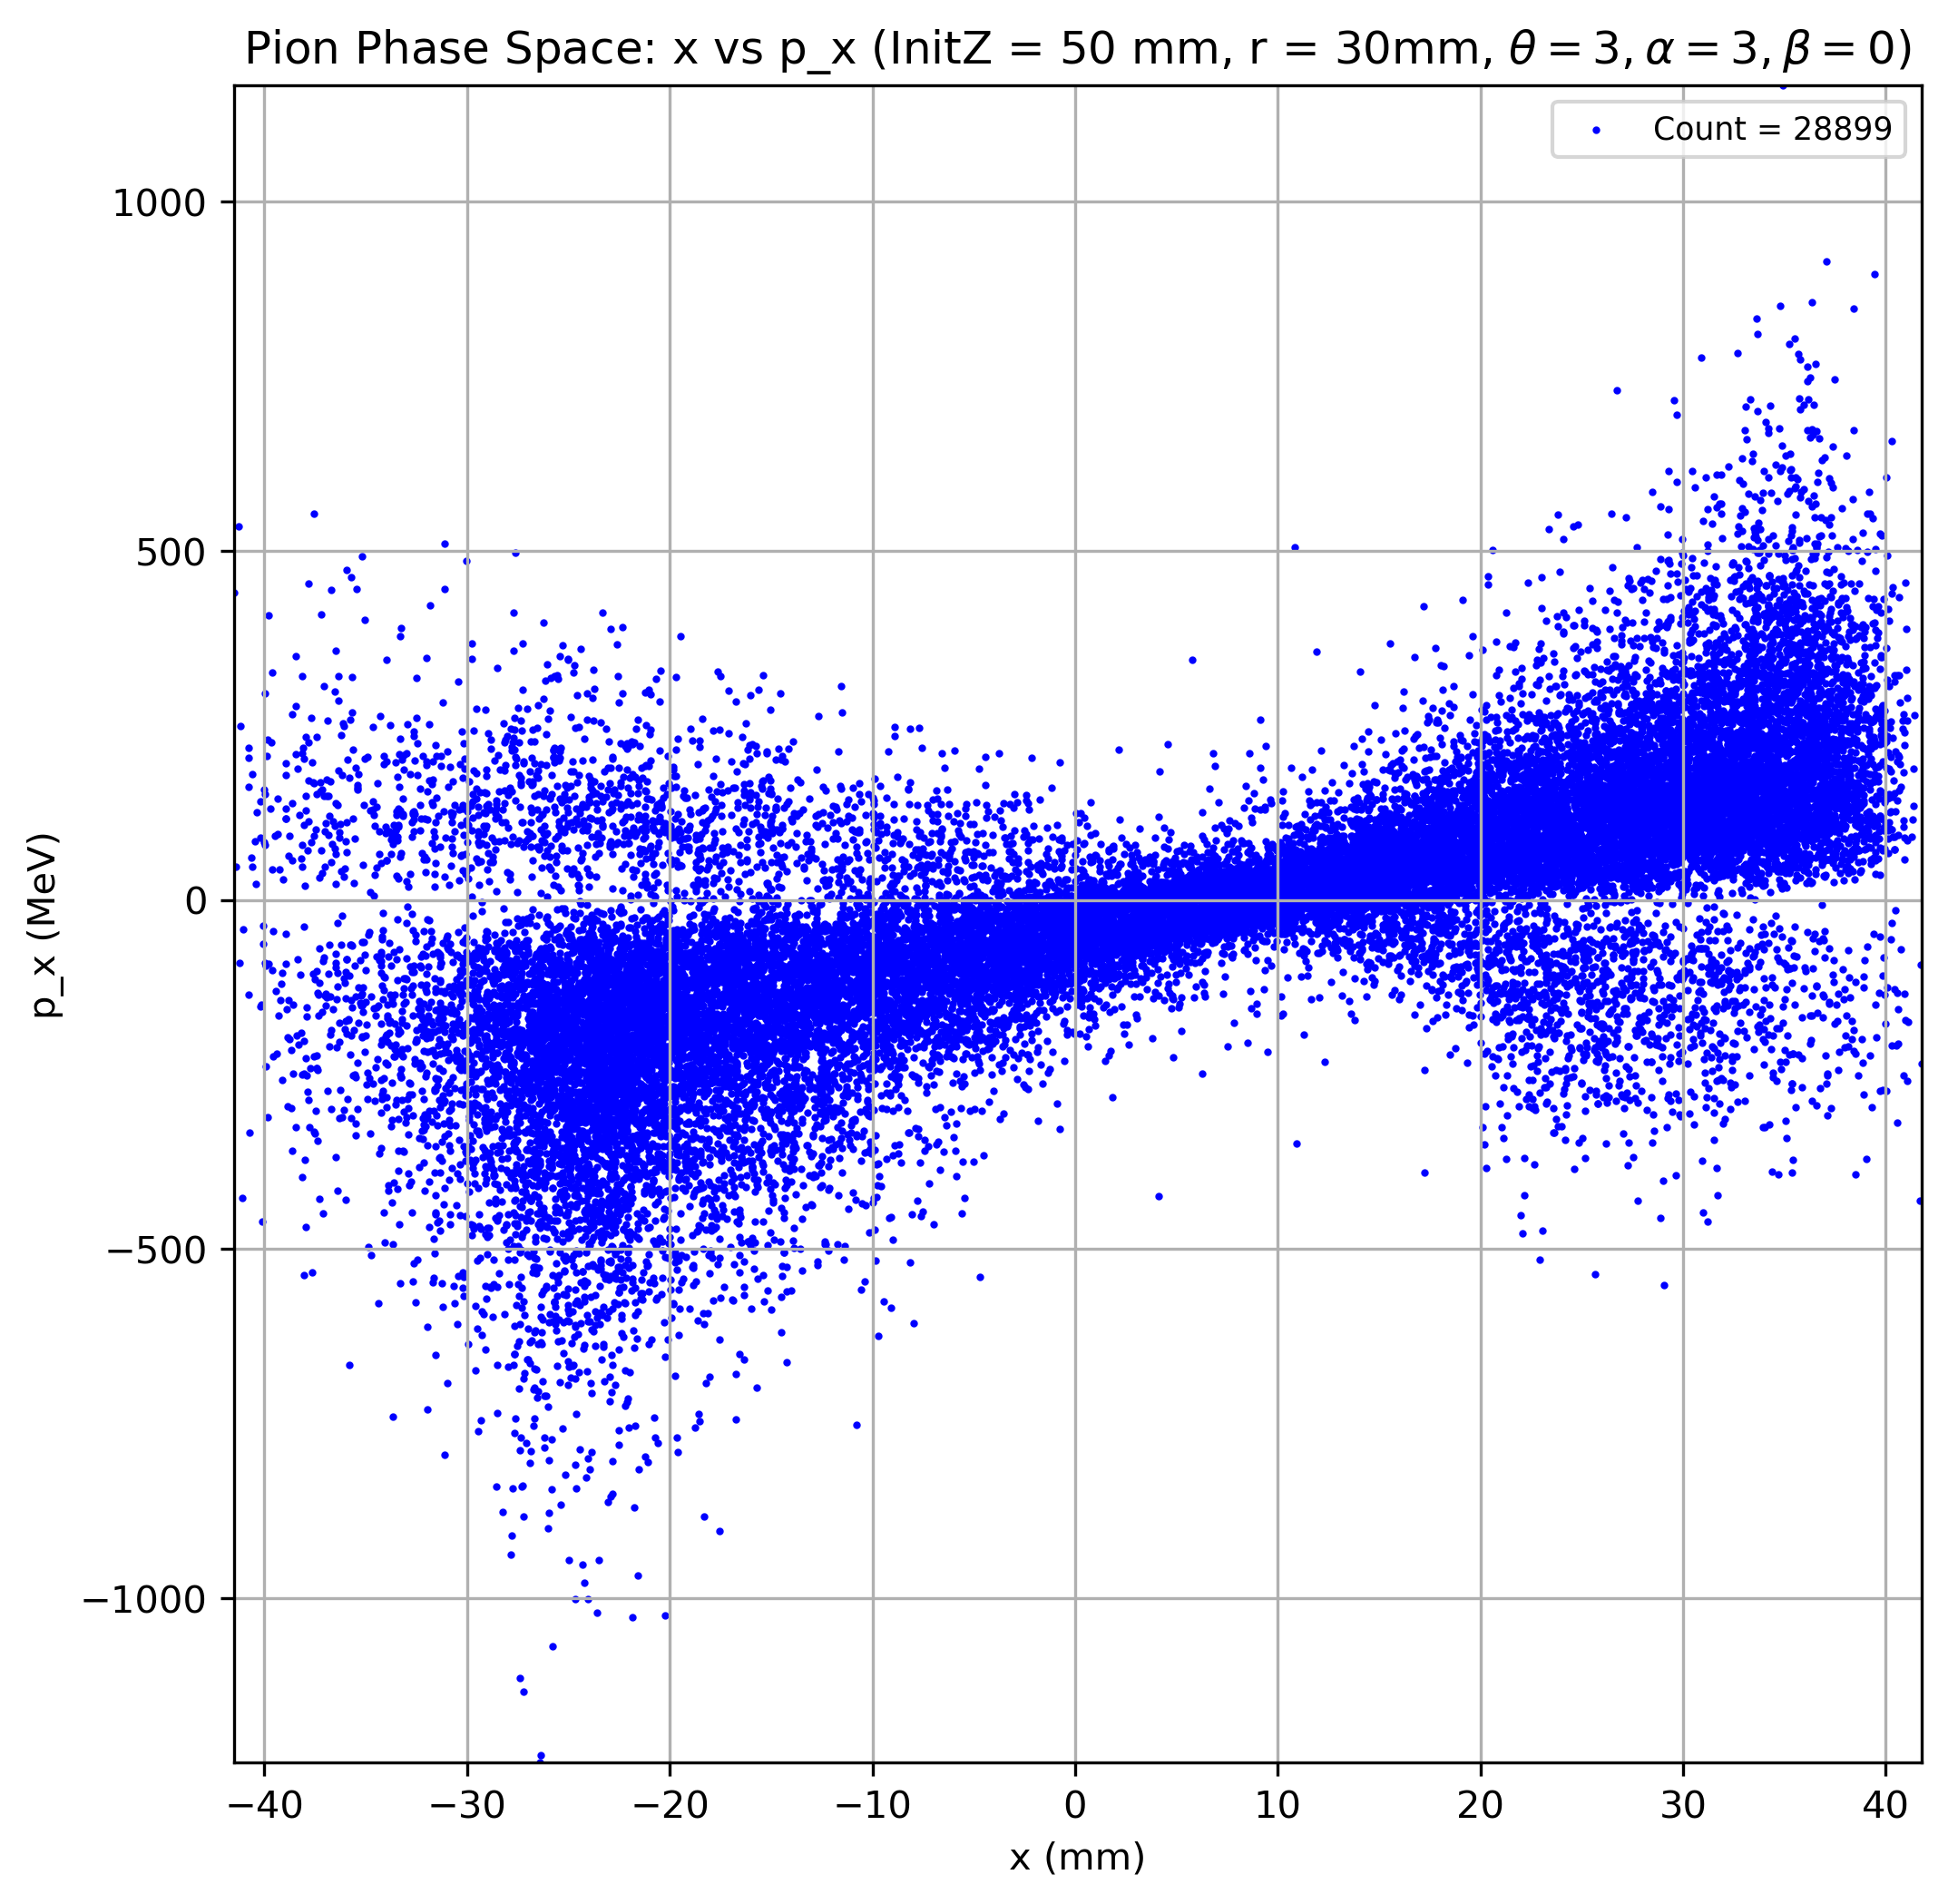 Pion Phase Space: x vs p_x (InitZ = 50 mm, r = 30mm, θ = 3, α = 3, β = 0)
Count = 28899
1000
500
0
−500
−1000
p_x (MeV)
−40 −30 −20 −10 0 10 20 30 40
x (mm)